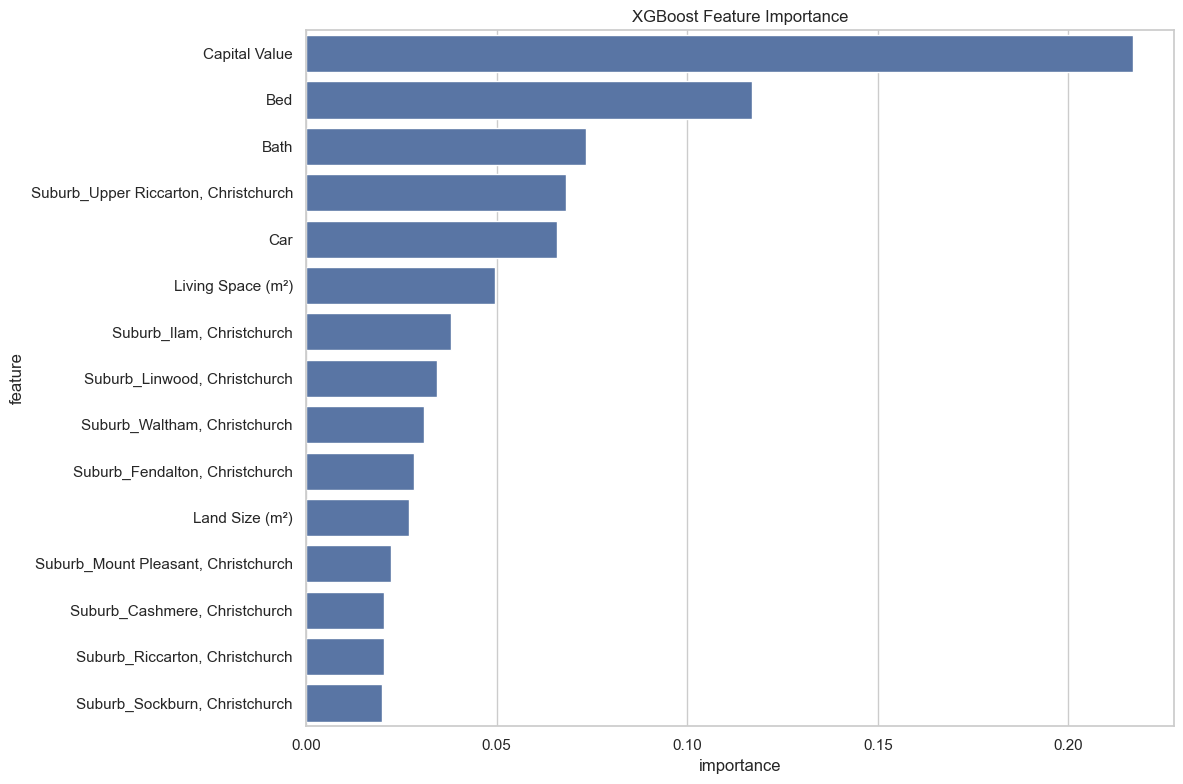 XGBoost Feature Importance
Capital Value
Bed
Bath
Suburb_Upper Riccarton, Christchurch
Car
Living Space (m²)
Suburb_Ilam, Christchurch
Suburb_Linwood, Christchurch
Suburb_Waltham, Christchurch
Suburb_Fendalton, Christchurch
Land Size (m²)
Suburb_Mount Pleasant, Christchurch
Suburb_Cashmere, Christchurch
Suburb_Riccarton, Christchurch
Suburb_Sockburn, Christchurch
feature
0.00 0.05 0.10 0.15 0.20
importance